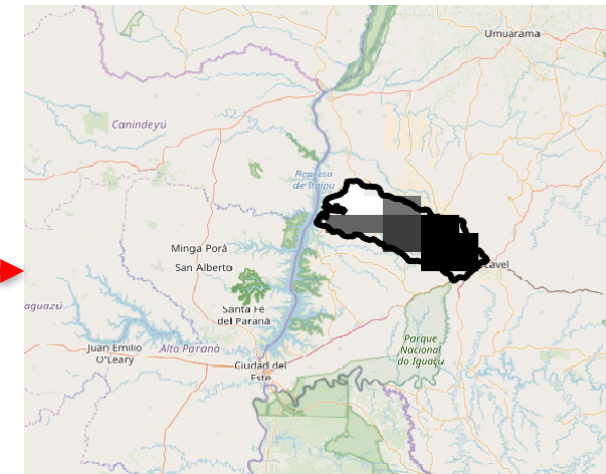 Umuarama
Canindeyú
Represa
de Itaipu
Minga Porá
San Alberto
cavel
aguazú
Santa Fe
del Paraná
Juan Emilio
O'Leary
Alto Paraná
Parque
Nacional
do Iguaçu
Ciudad del
Este